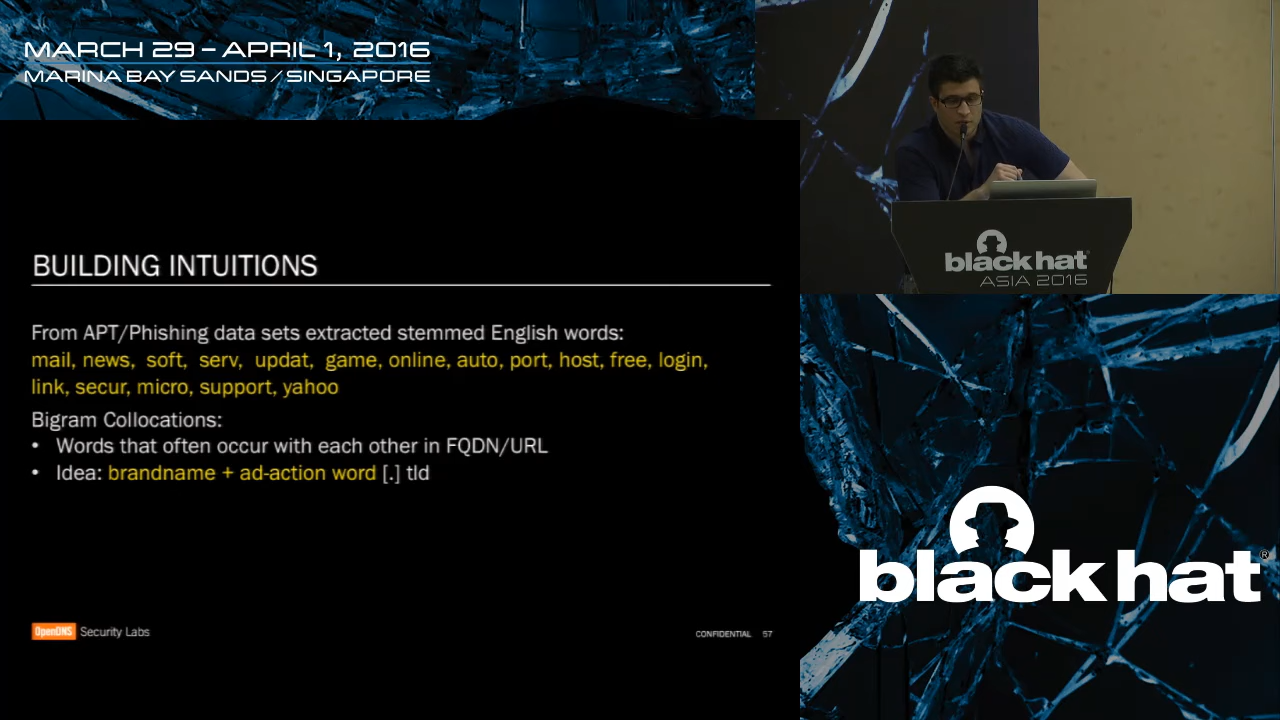 MARCH 29 – APRIL 1, 2016
MARINA BAY SANDS / SINGAPORE
BUILDING INTUITIONS
From APT/Phishing data sets extracted stemmed English words:
mail, news, soft, serv, updat, game, online, auto, port, host, free, login,
link, secur, micro, support, yahoo
Bigram Collocations:
• Words that often occur with each other in FQDN/URL
• Idea: brandname + ad-action word [.] tld
OpenDNS Security Labs
CONFIDENTIAL 57
black hat
ASIA 2016
black hat®